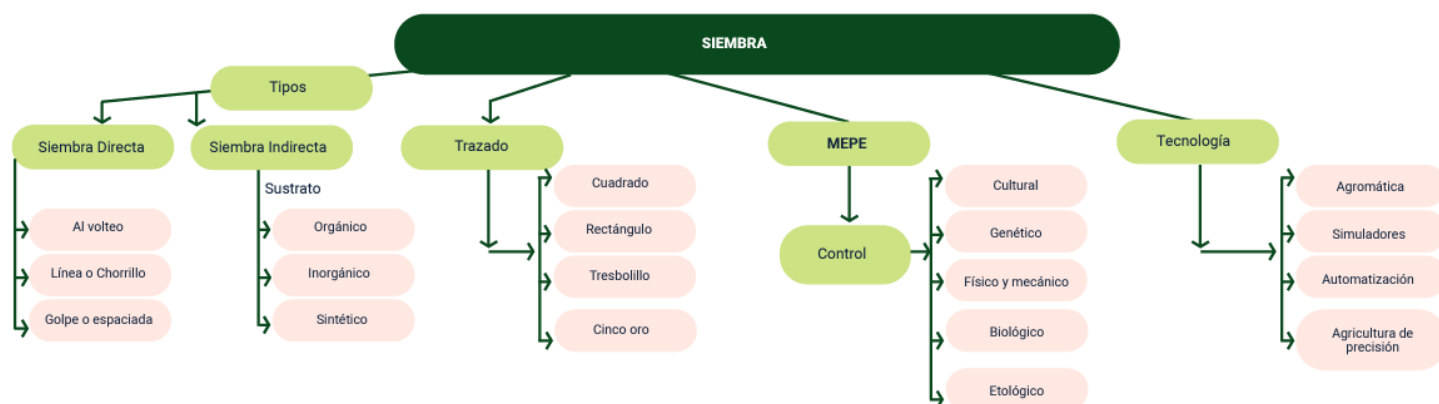 SIEMBRA
Tipos
Siembra Directa
Al volteo
Línea o Chorrillo
Golpe o espaciada
Siembra Indirecta
Sustrato
Orgánico
Inorgánico
Sintético
Trazado
Cuadrado
Rectángulo
Tresbolillo
Cinco oro
MEPE
Control
Cultural
Genético
Físico y mecánico
Biológico
Etológico
Tecnología
Agromática
Simuladores
Automatización
Agricultura de
precisión